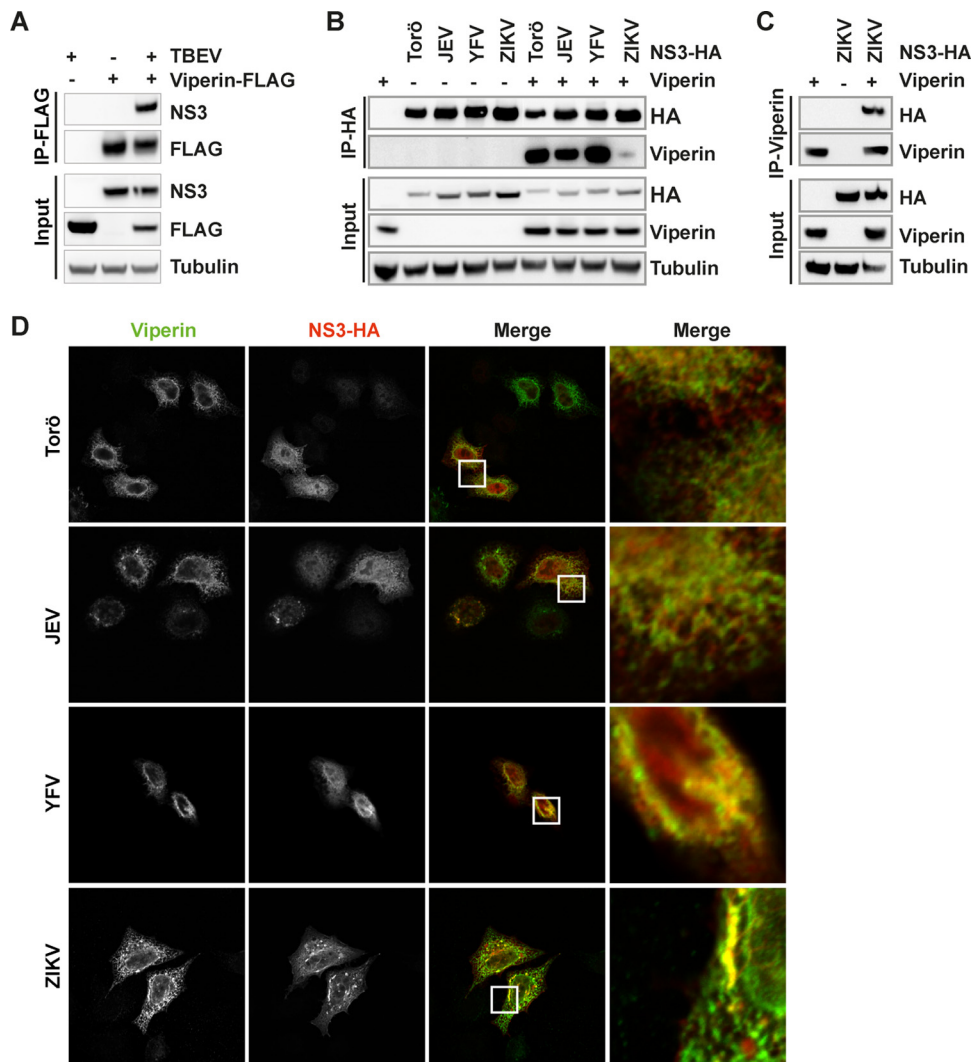 A
TBEV + - +
Viperin-FLAG - + +
IP-FLAG
NS3
FLAG
Input
NS3
FLAG
Tubulin
B
Torö JEV YFV ZIKV Torö JEV YFV ZIKV NS3-HA
+ - - - - + + + + Viperin
IP-HA
HA
Viperin
Input
HA
Viperin
Tubulin
C
ZIKV ZIKV NS3-HA
+ - + Viperin
IP-Viperin
HA
Viperin
Input
HA
Viperin
Tubulin
D
Viperin NS3-HA Merge Merge
Torö
JEV
YFV
ZIKV